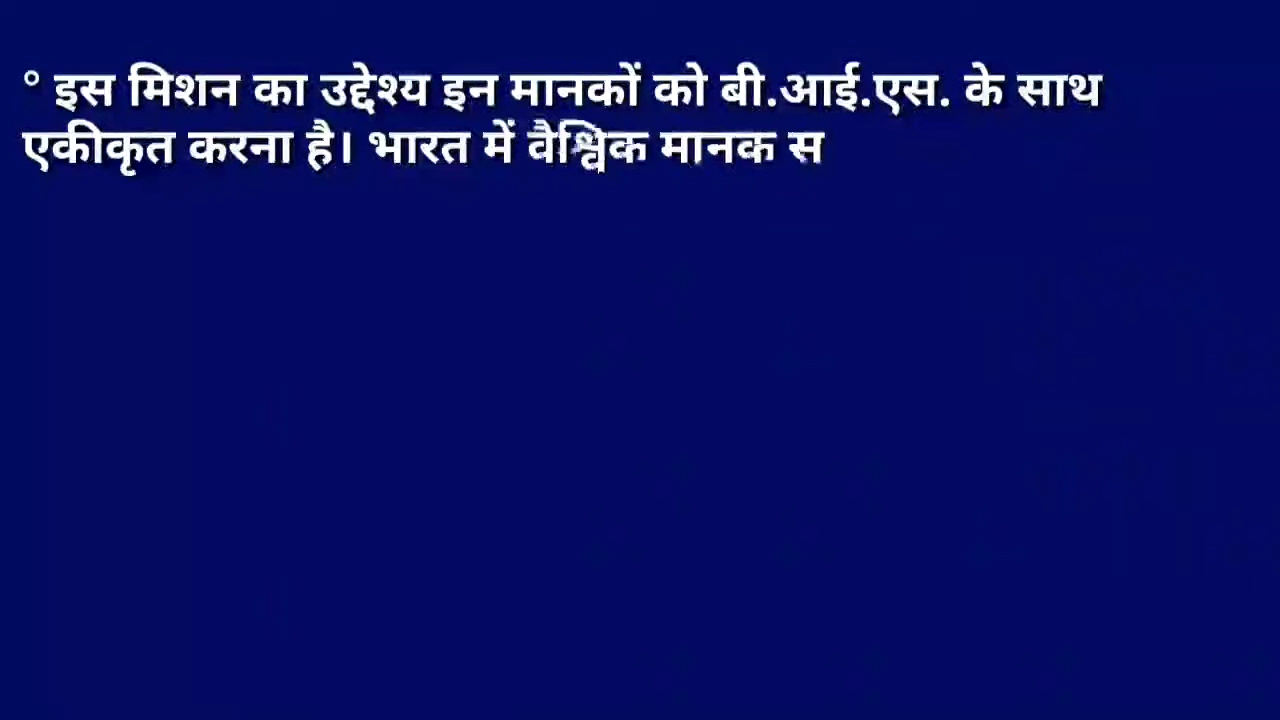 ° इस मिशन का उद्देश्य इन मानकों को बी.आई.एस. के साथ
एकीकृत करना है। भारत में वैश्विक मानक स